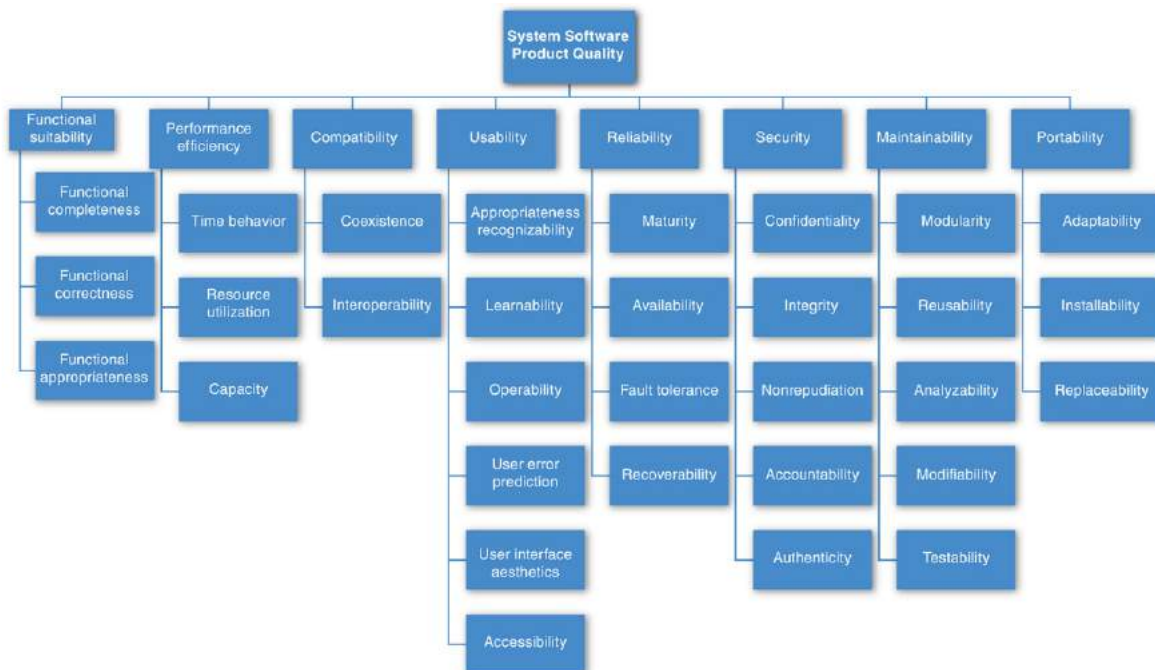 System Software
Product Quality
Functional
suitability
Functional
completeness
Functional
correctness
Functional
appropriateness
Performance
efficiency
Time behavior
Resource
utilization
Capacity
Compatibility
Coexistence
Interoperability
Usability
Appropriateness
recognizability
Learnability
Operability
User error
prediction
User interface
aesthetics
Accessibility
Reliability
Maturity
Availability
Fault tolerance
Recoverability
Security
Confidentiality
Integrity
Nonrepudiation
Accountability
Authenticity
Maintainability
Modularity
Reusability
Analyzability
Modifiability
Testability
Portability
Adaptability
Installability
Replaceability